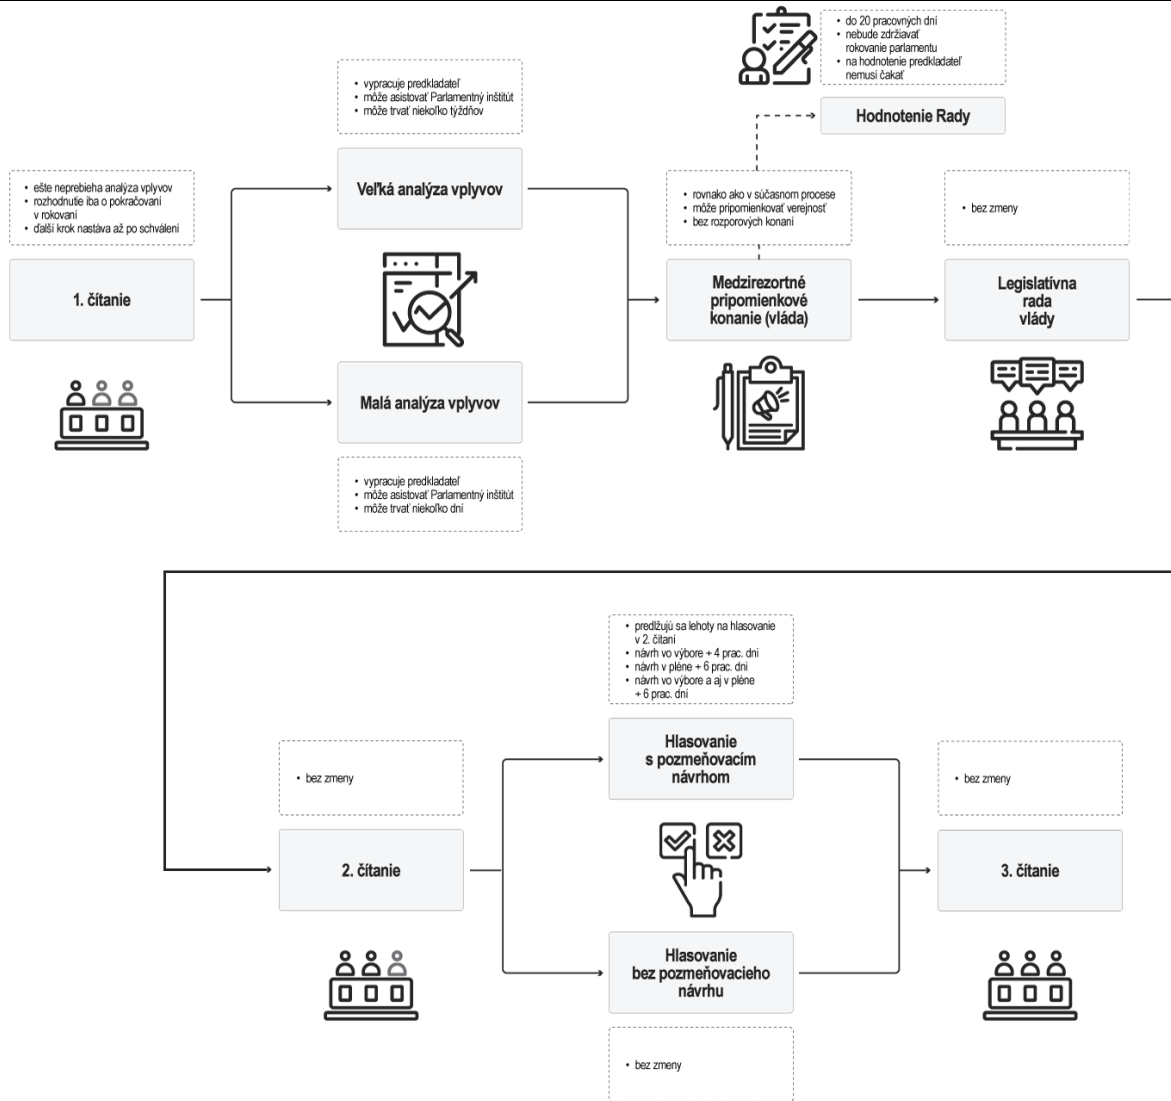 • do 20 pracovných dní
• nebude zdržiavať
rokovanie parlamentu
• na hodnotenie predkladateľ
nemusí čakať
Hodnotenie Rady
• vypracuje predkladateľ
• môže asistovať Parlamentný inštitút
• môže trvať niekoľko týždňov
Veľká analýza vplyvov
• ešte neprebieha analýza vplyvov
• rozhodnutie iba o pokračovaní
v rokovaní
• ďalší krok nastáva až po schválení
1. čítanie
Malá analýza vplyvov
• vypracuje predkladateľ
• môže asistovať Parlamentný inštitút
• môže trvať niekoľko dní
• rovnako ako v súčasnom procese
• môže pripomienkovať verejnosť
• bez rozporových konaní
Medzirezortné
pripomienkové
konanie (vláda)
• bez zmeny
Legislatívna
rada
vlády
• bez zmeny
2. čítanie
• predlžujú sa lehoty na hlasovanie
v 2. čítaní
• návrh vo výbore + 4 prac. dni
• návrh v pléne + 6 prac. dní
• návrh vo výbore a aj v pléne
+ 6 prac. dní
Hlasovanie
s pozmeňovacím
návrhom
Hlasovanie
bez pozmeňovacieho
návrhu
• bez zmeny
• bez zmeny
3. čítanie